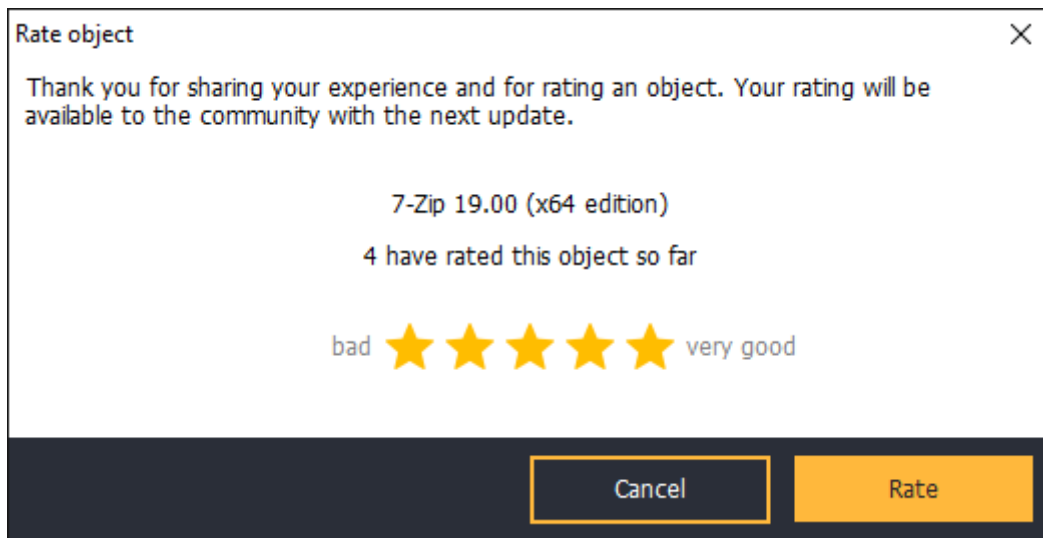 Rate object
Thank you for sharing your experience and for rating an object. Your rating will be
available to the community with the next update.
7-Zip 19.00 (x64 edition)
4 have rated this object so far
bad very good
Cancel Rate